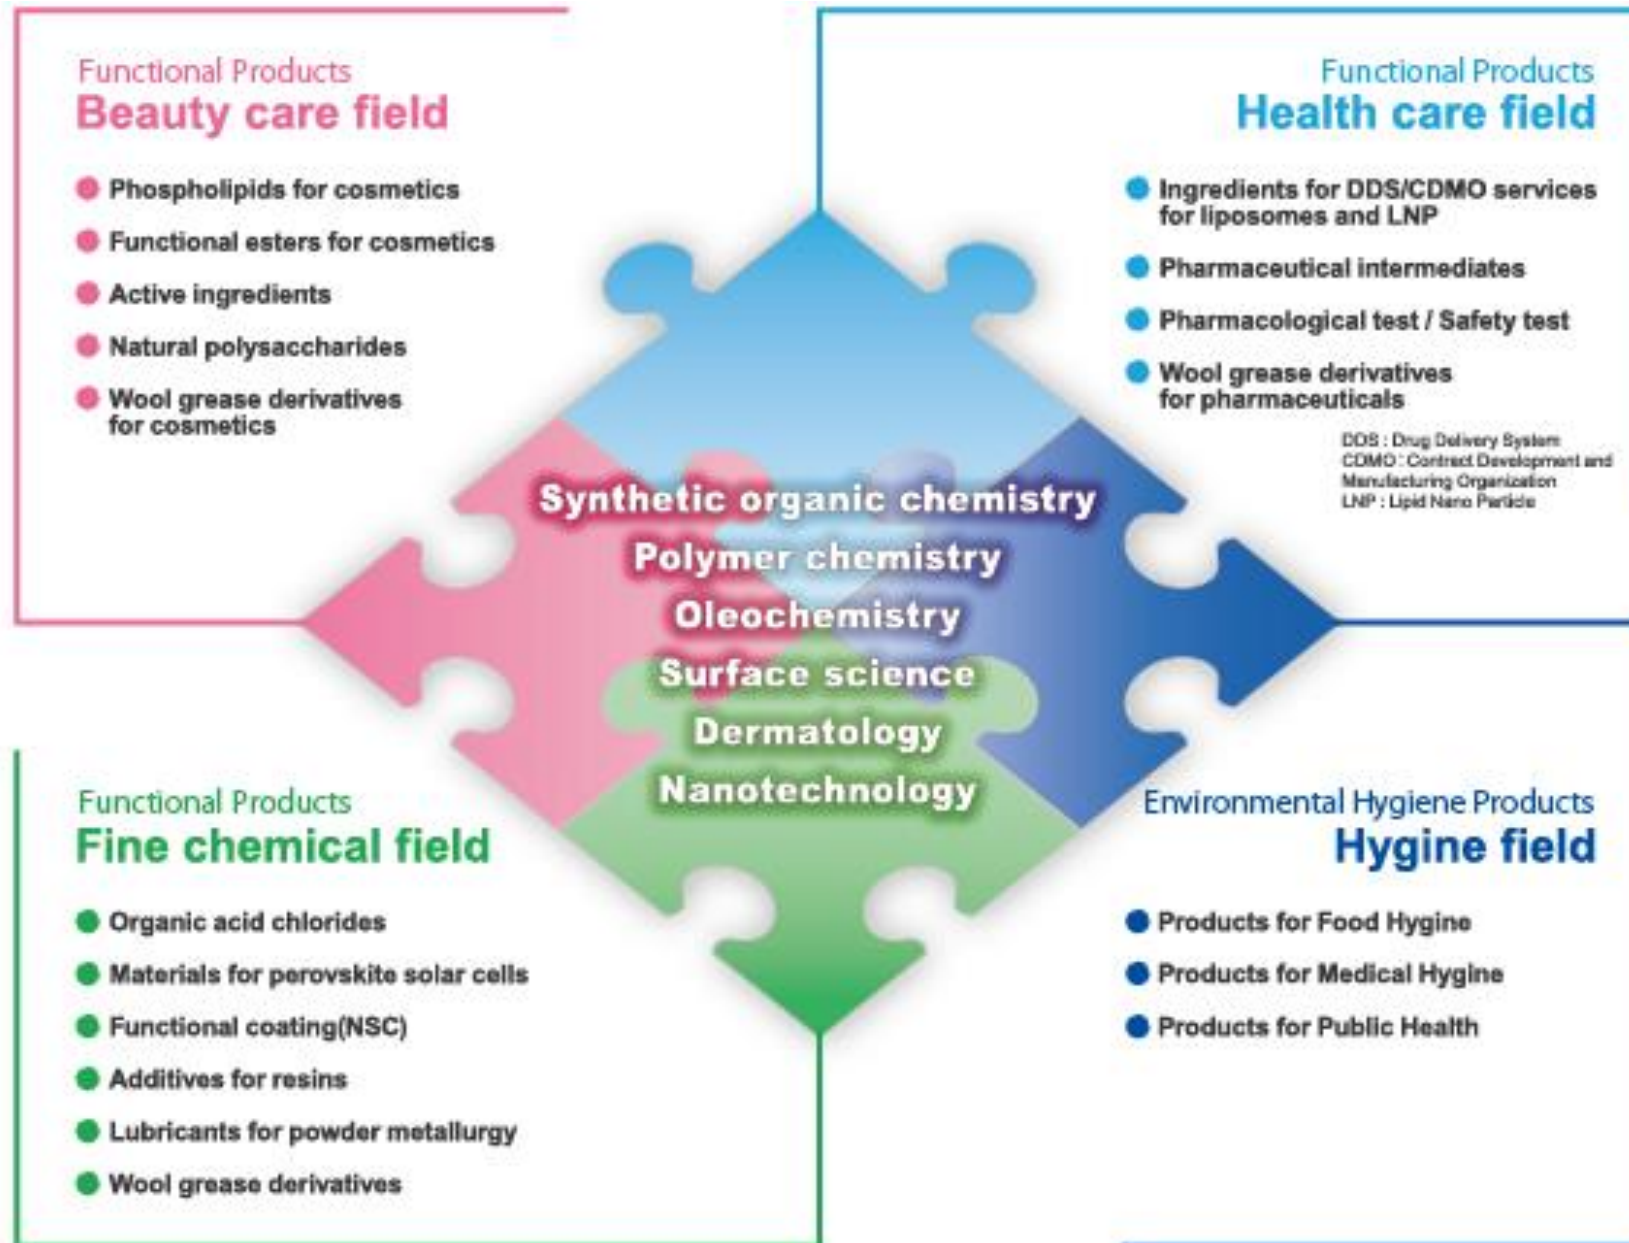 Functional Products
Beauty care field
Phospholipids for cosmetics
Functional esters for cosmetics
Active ingredients
Natural polysaccharides
Wool grease derivatives
for cosmetics
Functional Products
Health care field
Ingredients for DDS/CDMO services
for liposomes and LNP
Pharmaceutical intermediates
Pharmacological test / Safety test
Wool grease derivatives
for pharmaceuticals
DDS : Drug Delivery System
CDMO : Contract Development and
Manufacturing Organization
LNP : Lipid Nano Particle
Synthetic organic chemistry
Polymer chemistry
Oleochemistry
Surface science
Dermatology
Nanotechnology
Functional Products
Fine chemical field
Organic acid chlorides
Materials for perovskite solar cells
Functional coating(NSC)
Additives for resins
Lubricants for powder metallurgy
Wool grease derivatives
Environmental Hygiene Products
Hygine field
Products for Food Hygine
Products for Medical Hygine
Products for Public Health